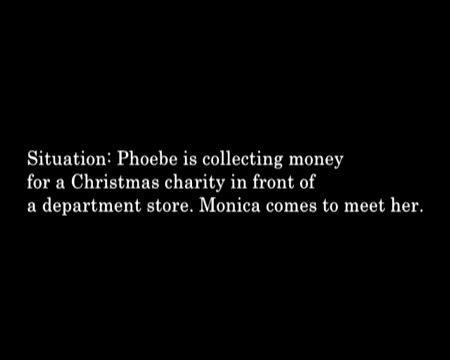 Situation: Phoebe is collecting money
for a Christmas charity in front of
a department store. Monica comes to meet her.